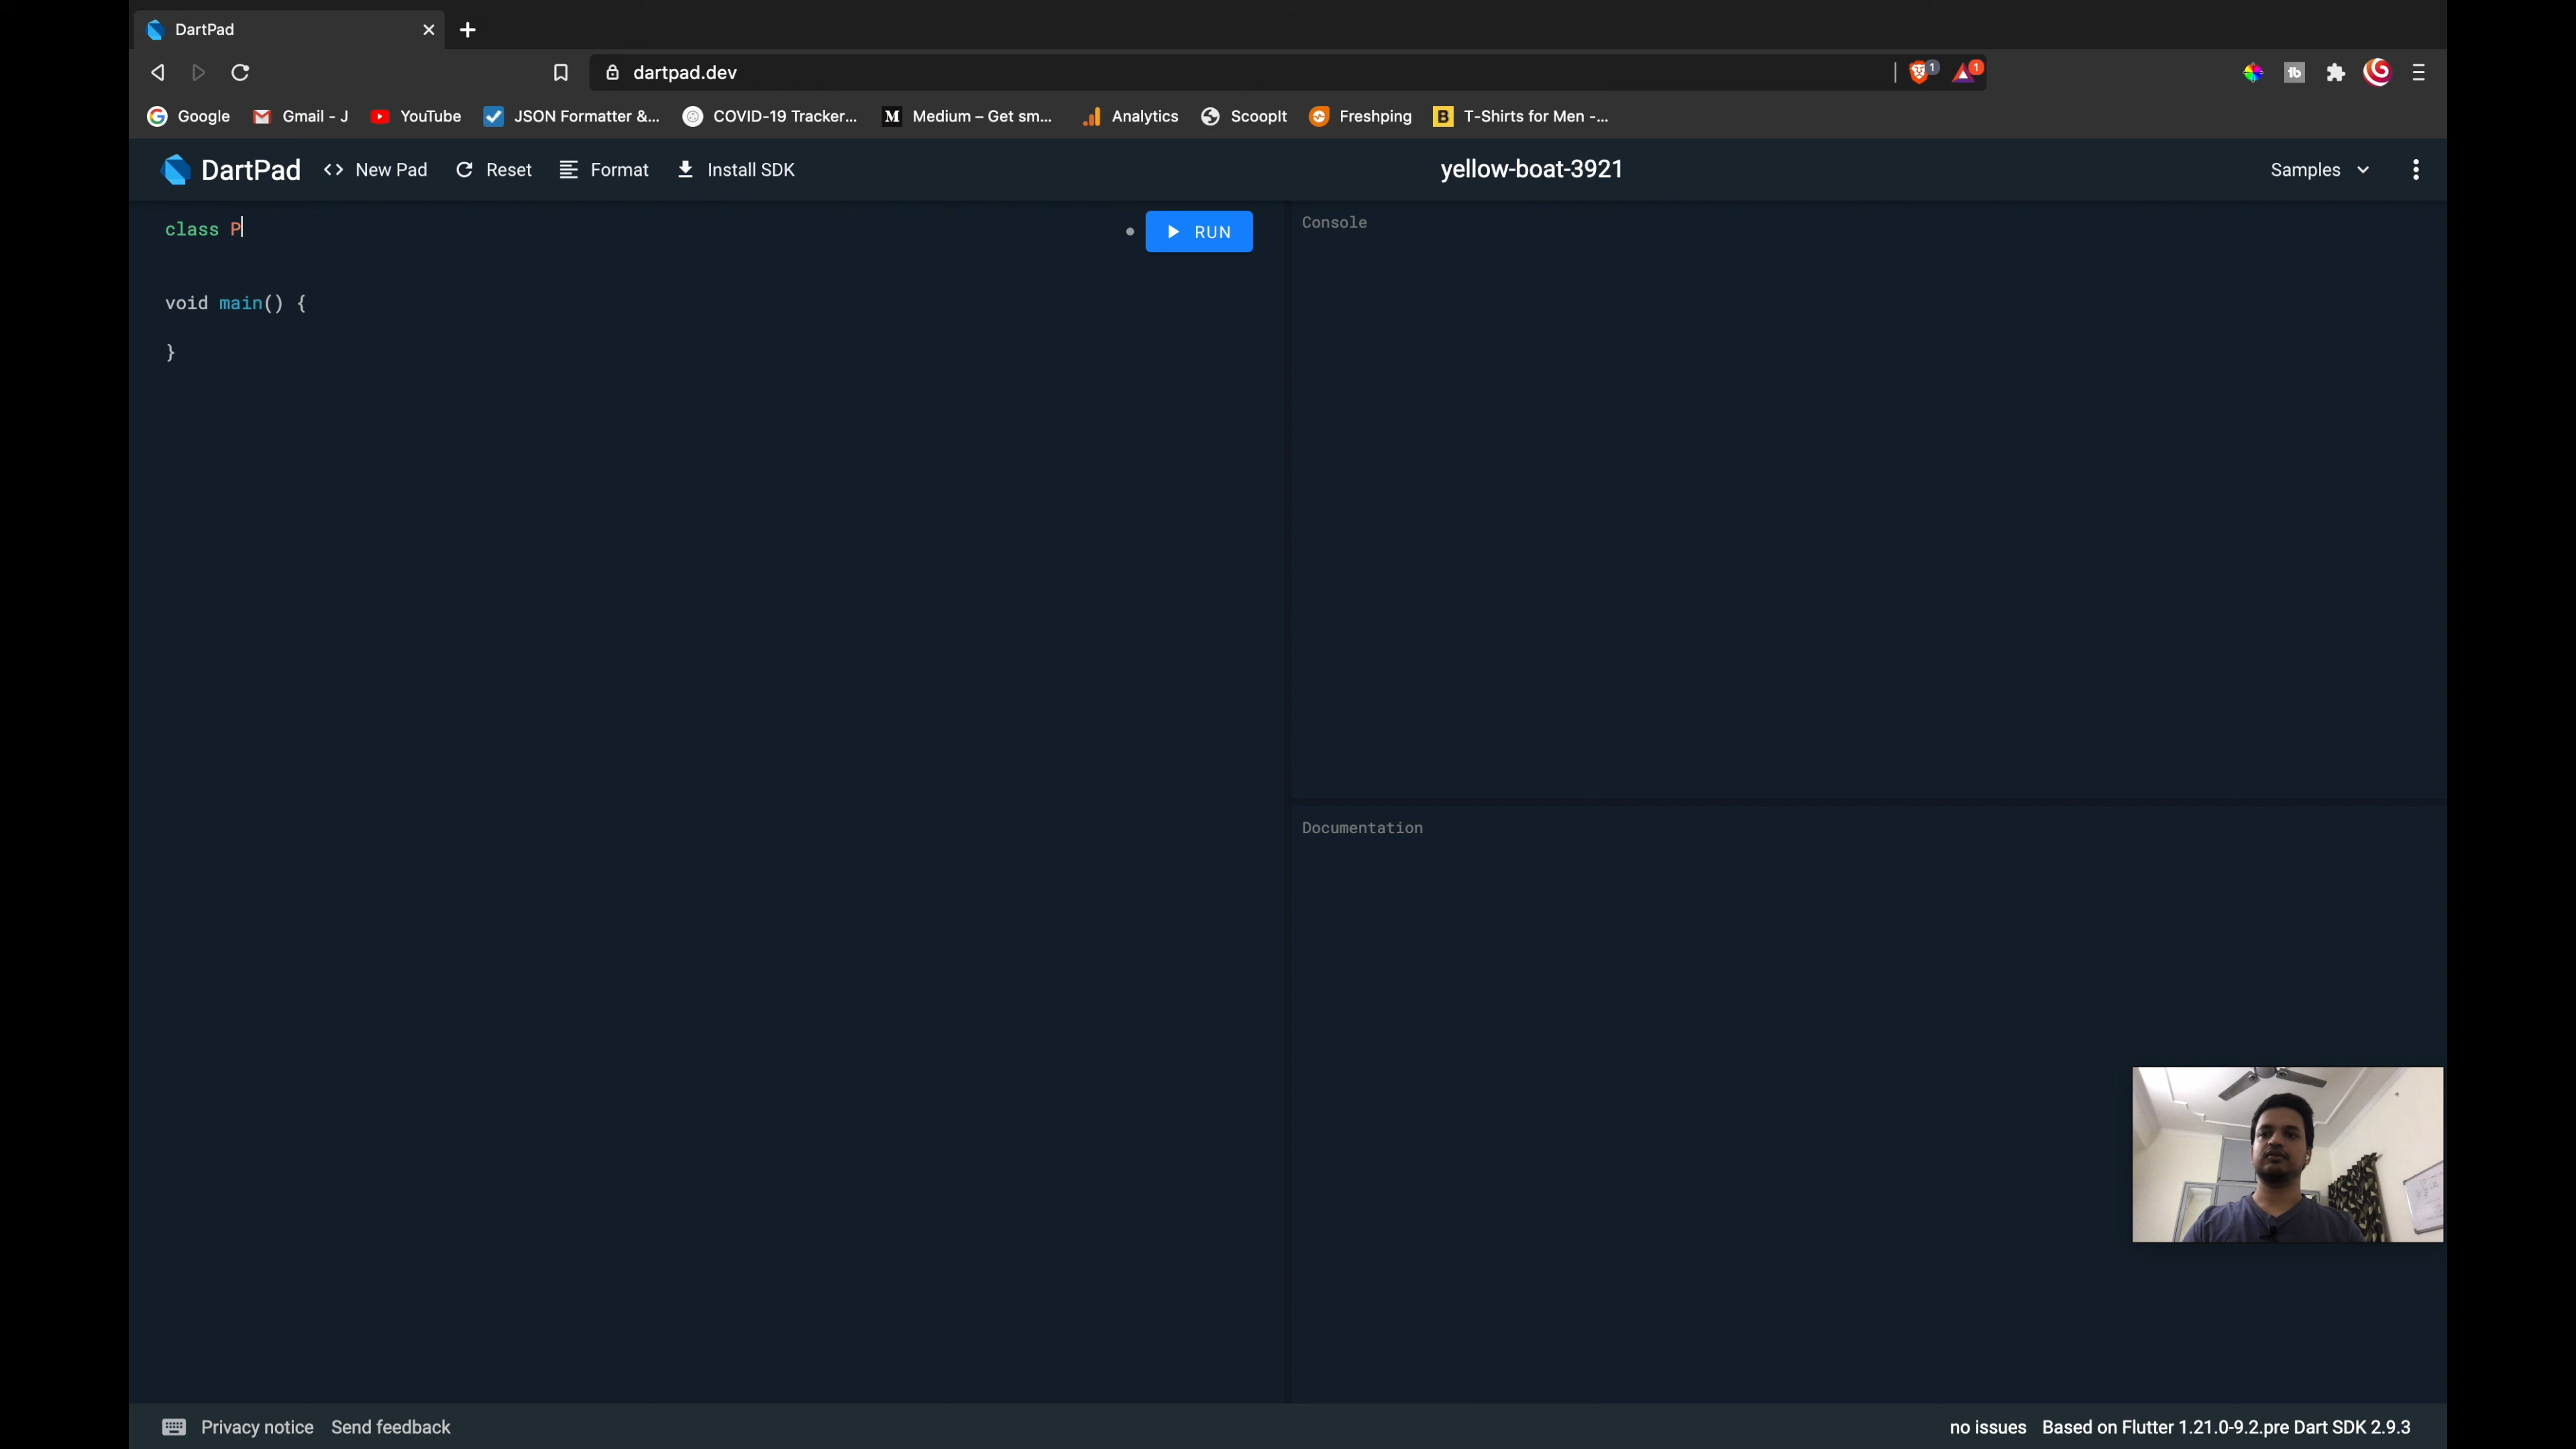 DartPad
dartpad.dev
1
1
tb
Google
Gmail - J
YouTube
JSON Formatter &...
COVID-19 Tracker...
M
Medium – Get sm...
Analytics
ScoopIt
Freshping
B
T-Shirts for Men -...
DartPad
<> New Pad
Reset
Format
Install SDK
yellow-boat-3921
Samples
class P
RUN
Console
void main() {
}
Documentation
Privacy notice
Send feedback
no issues
Based on Flutter 1.21.0-9.2.pre Dart SDK 2.9.3